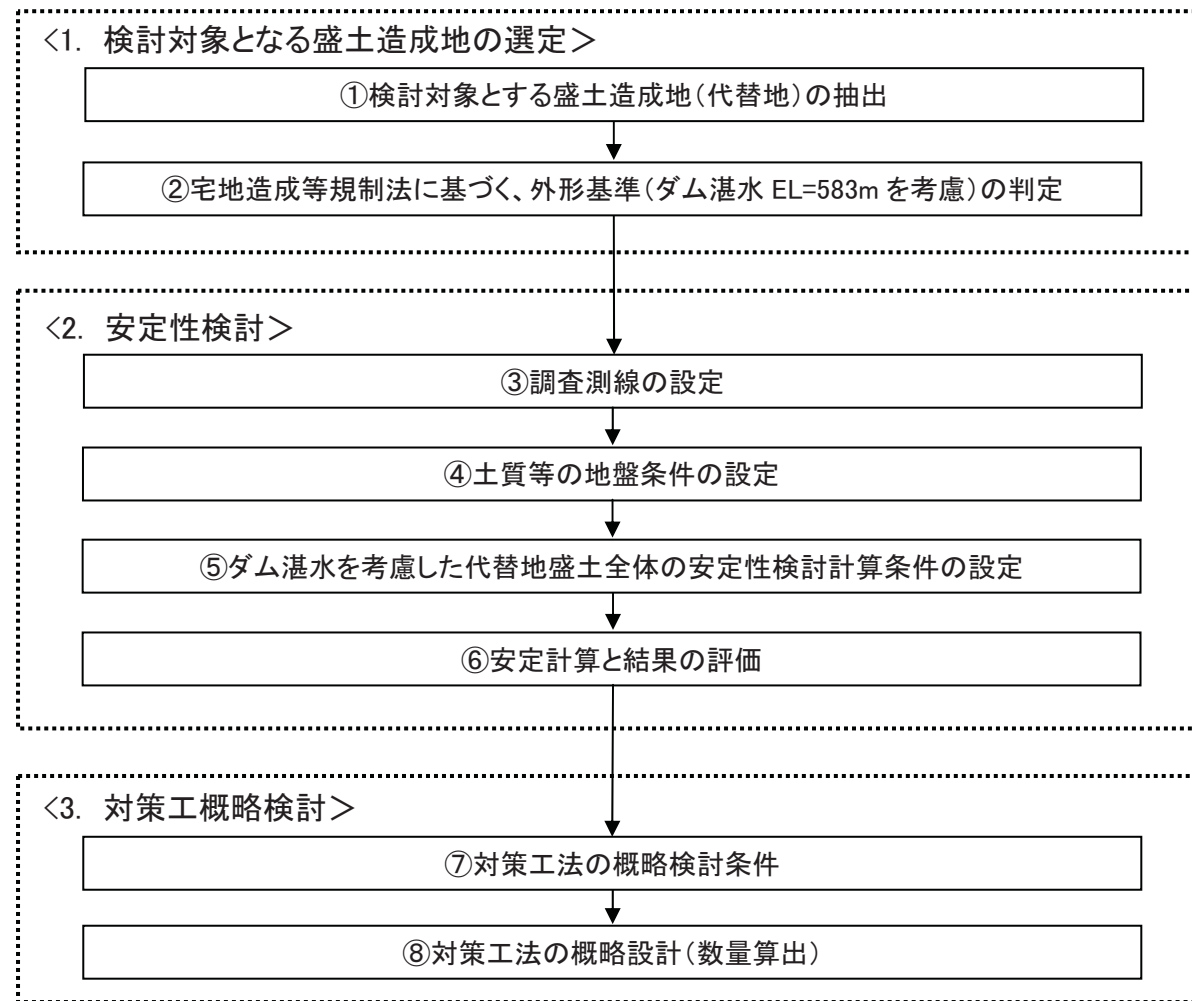 <1. 検討対象となる盛土造成地の選定＞
①検討対象とする盛土造成地（代替地）の抽出
②宅地造成等規制法に基づく、外形基準（ダム湛水 EL=583m を考慮）の判定
<2. 安定性検討＞
③調査測線の設定
④土質等の地盤条件の設定
⑤ダム湛水を考慮した代替地盛土全体の安定性検討計算条件の設定
⑥安定計算と結果の評価
<3. 対策工概略検討＞
⑦対策工法の概略検討条件
⑧対策工法の概略設計（数量算出）